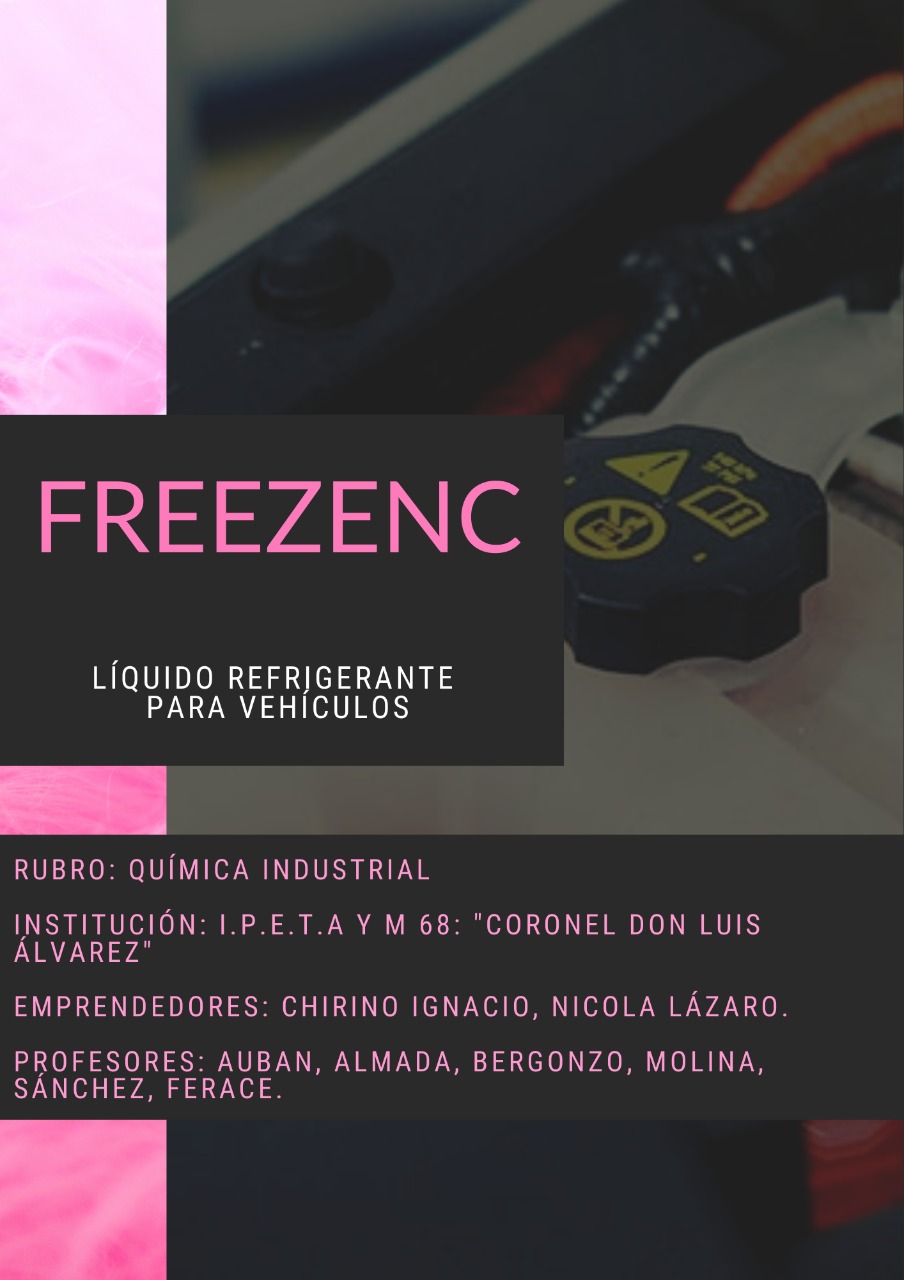 FREEZENC
LÍQUIDO REFRIGERANTE
PARA VEHÍCULOS
RUBRO: QUÍMICA INDUSTRIAL
INSTITUCIÓN: I.P.E.T.A Y M 68: "CORONEL DON LUIS
ÁLVAREZ"
EMPRENDEDORES: CHIRINO IGNACIO, NICOLA LÁZARO.
PROFESORES: AUBAN, ALMADA, BERGONZO, MOLINA,
SÁNCHEZ, FERACE.